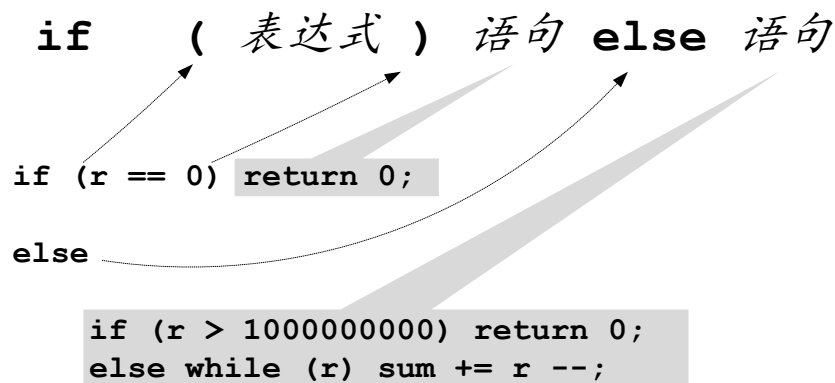 if ( 表达式 ) 语句 else 语句
if (r == 0) return 0;
else
if (r > 1000000000) return 0;
else while (r) sum += r --;